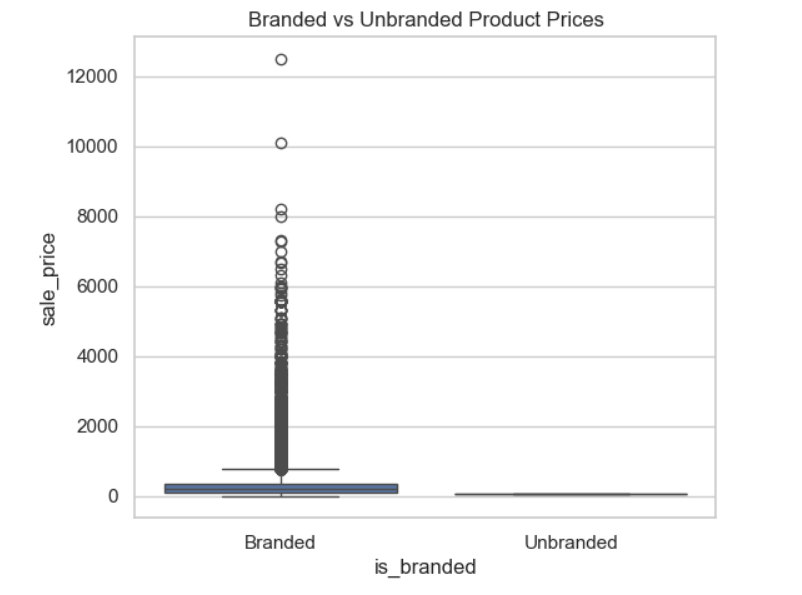 Branded vs Unbranded Product Prices
12000
10000
8000
6000
4000
2000
0
sale_price
Branded
Unbranded
is_branded